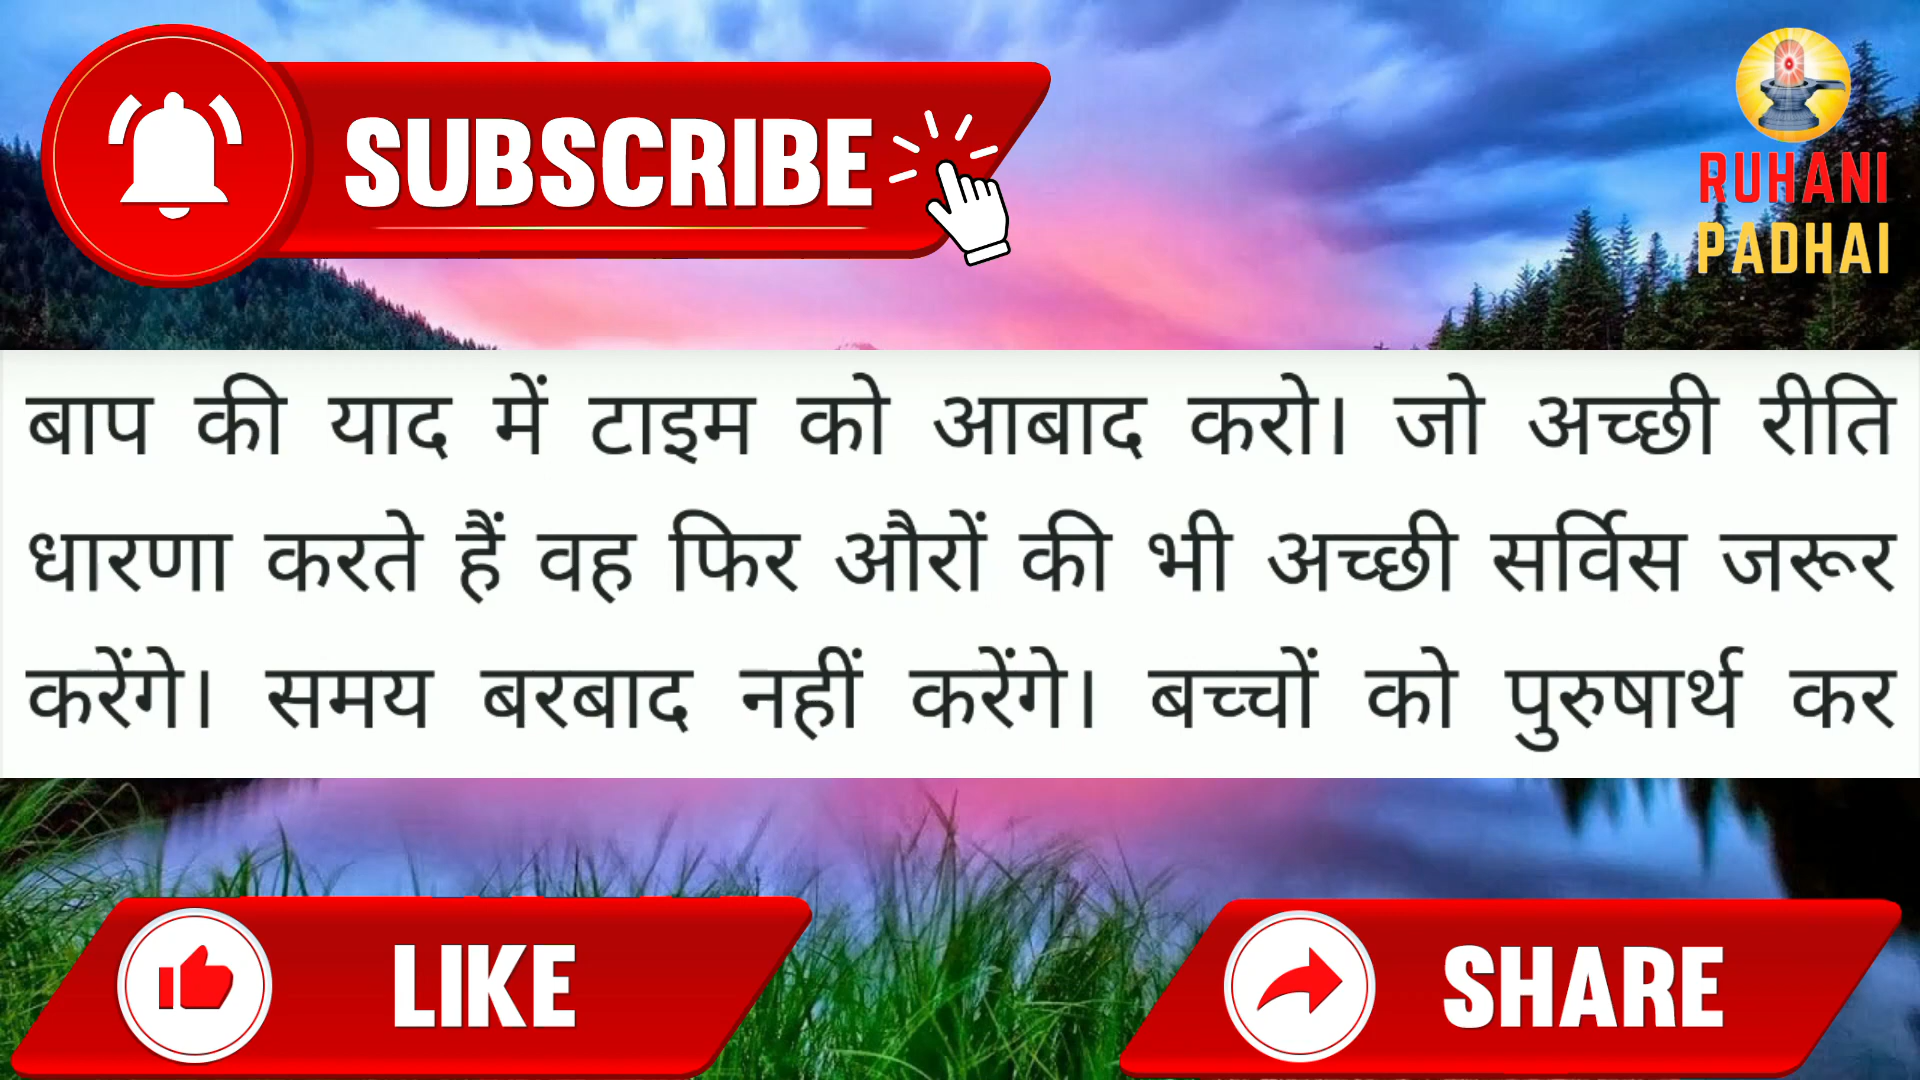 SUBSCRIBE
RUHANI
PADHAI
बाप की याद में टाइम को आबाद करो। जो अच्छी रीति
धारणा करते हैं वह फिर औरों की भी अच्छी सर्विस जरूर
करेंगे। समय बरबाद नहीं करेंगे। बच्चों को पुरुषार्थ कर
LIKE
SHARE